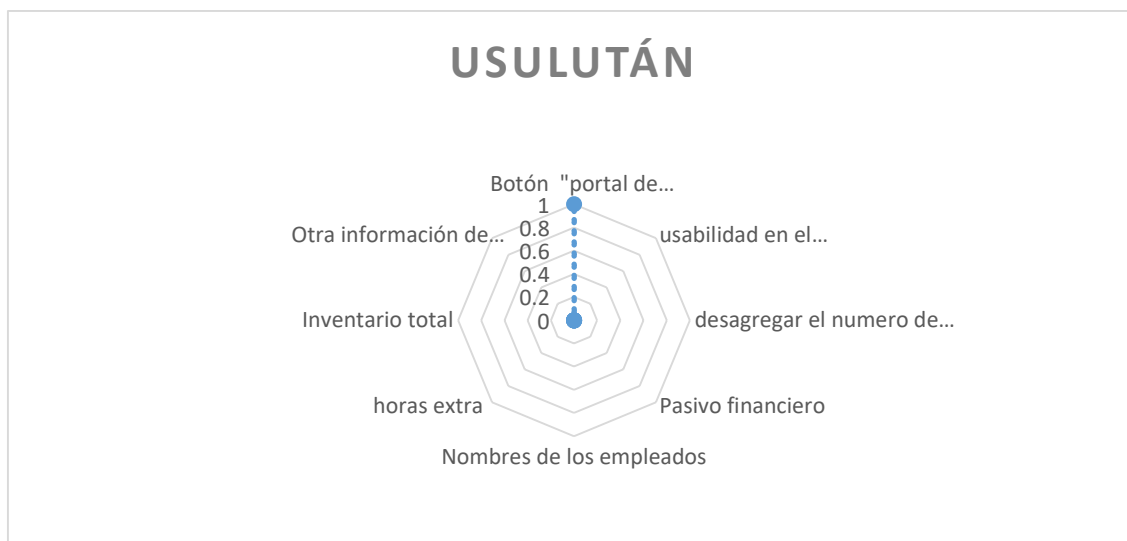 USULUTÁN
Botón "portal de...
1
Otra información de...
0.8
usabilidad en el...
0.6
0.4
0.2
Inventario total
0
desagregar el numero de...
horas extra
Pasivo financiero
Nombres de los empleados